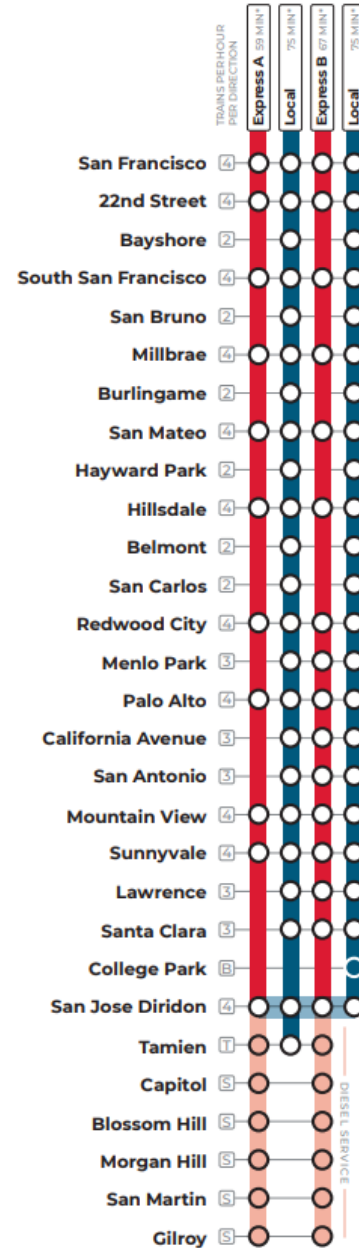 TRAINS PER HOUR
PER DIRECTION
Express A 59 MIN*
Local 75 MIN*
Express B 67 MIN*
Local 75 MIN*
San Francisco 4
22nd Street 4
Bayshore 2
South San Francisco 4
San Bruno 2
Millbrae 4
Burlingame 2
San Mateo 4
Hayward Park 2
Hillsdale 4
Belmont 2
San Carlos 2
Redwood City 4
Menlo Park 3
Palo Alto 4
California Avenue 3
San Antonio 3
Mountain View 4
Sunnyvale 4
Lawrence 3
Santa Clara 3
College Park B
San Jose Diridon 4
Tamien T
Capitol S
Blossom Hill S
Morgan Hill S
San Martin S
Gilroy S
DIESEL SERVICE